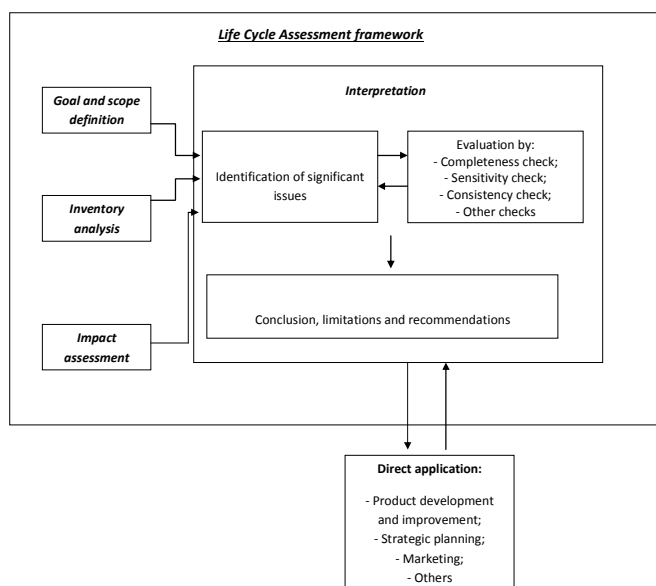 Life Cycle Assessment framework
Goal and scope
definition
Inventory
analysis
Impact
assessment
Interpretation
Identification of significant
issues
Evaluation by:
- Completeness check;
- Sensitivity check;
- Consistency check;
- Other checks
Conclusion, limitations and recommendations
Direct application:
- Product development
and improvement;
- Strategic planning;
- Marketing;
- Others